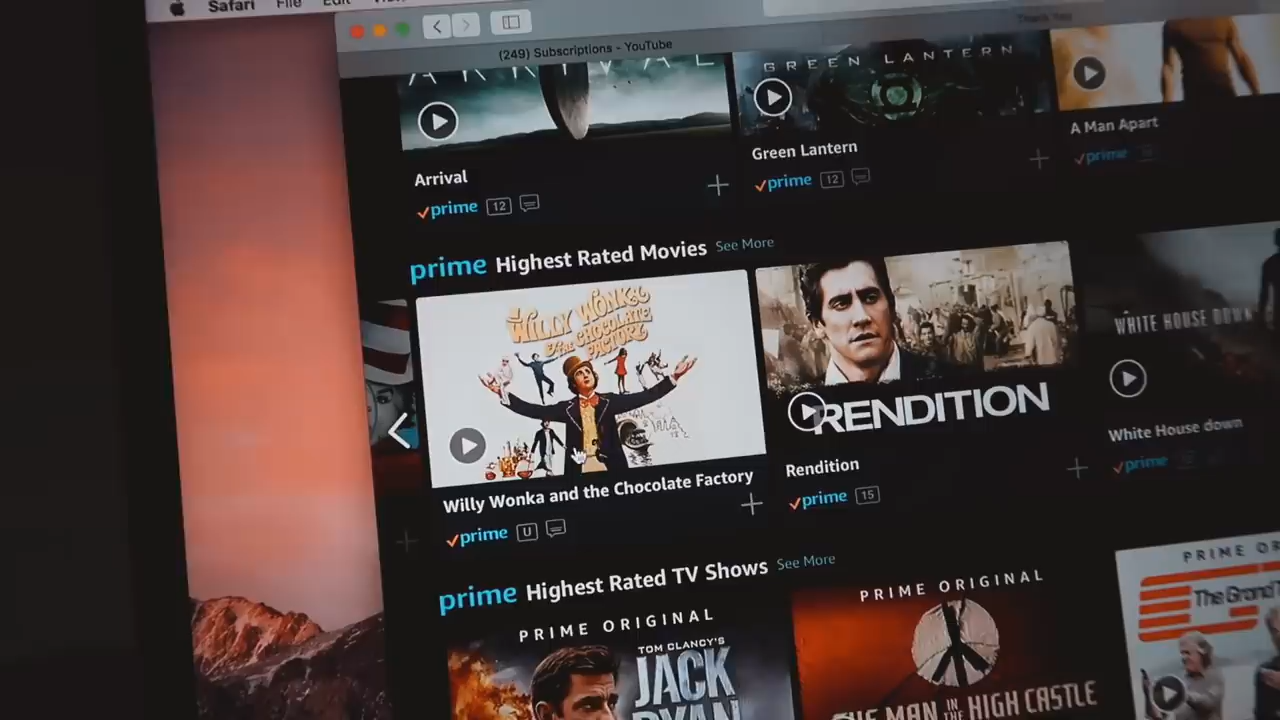 Safari File Edit
(249) Subscriptions - YouTube
ARRIVAL
GREEN LANTERN
Arrival
prime 12
Green Lantern
prime 12
A Man Apart
prime
prime Highest Rated Movies See More
WILLY WONKA
& THE CHOCOLATE
FACTORY
RENDITION
WHITE HOUSE DOWN
Willy Wonka and the Chocolate Factory
prime U
Rendition
prime 15
White House down
prime
prime Highest Rated TV Shows See More
PRIME ORIGINAL
TOM CLANCY'S
JACK
RYAN
PRIME ORIGINAL
THE MAN IN THE HIGH CASTLE
PRIME OR
The Grand T